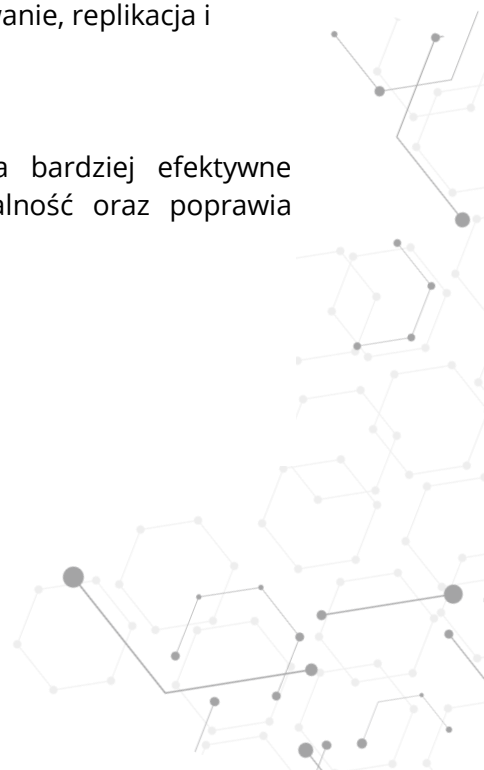 wanie, replikacja i
a bardziej efektywne
alność oraz poprawia